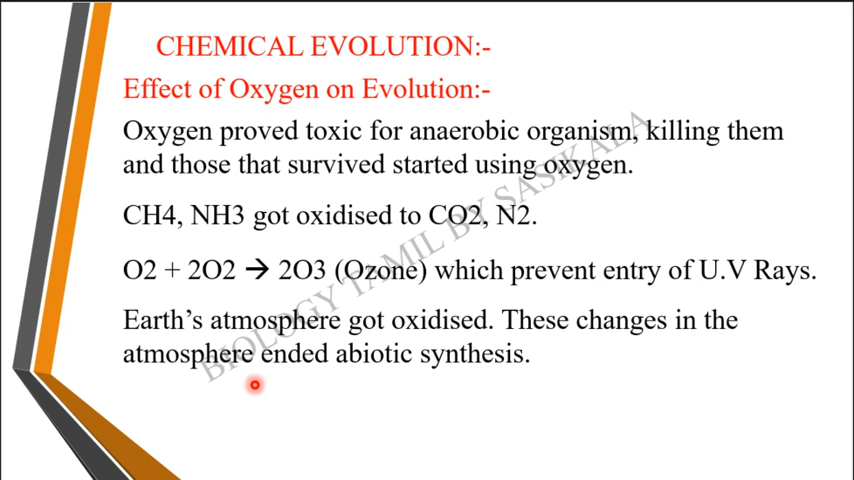 CHEMICAL EVOLUTION:-
Effect of Oxygen on Evolution:-
Oxygen proved toxic for anaerobic organism, killing them
and those that survived started using oxygen.
CH4, NH3 got oxidised to CO2, N2.
O2 + 2O2 → 2O3 (Ozone) which prevent entry of U.V Rays.
Earth's atmosphere got oxidised. These changes in the
atmosphere ended abiotic synthesis.
BIOLOGY TAMIL BY SASIKALA